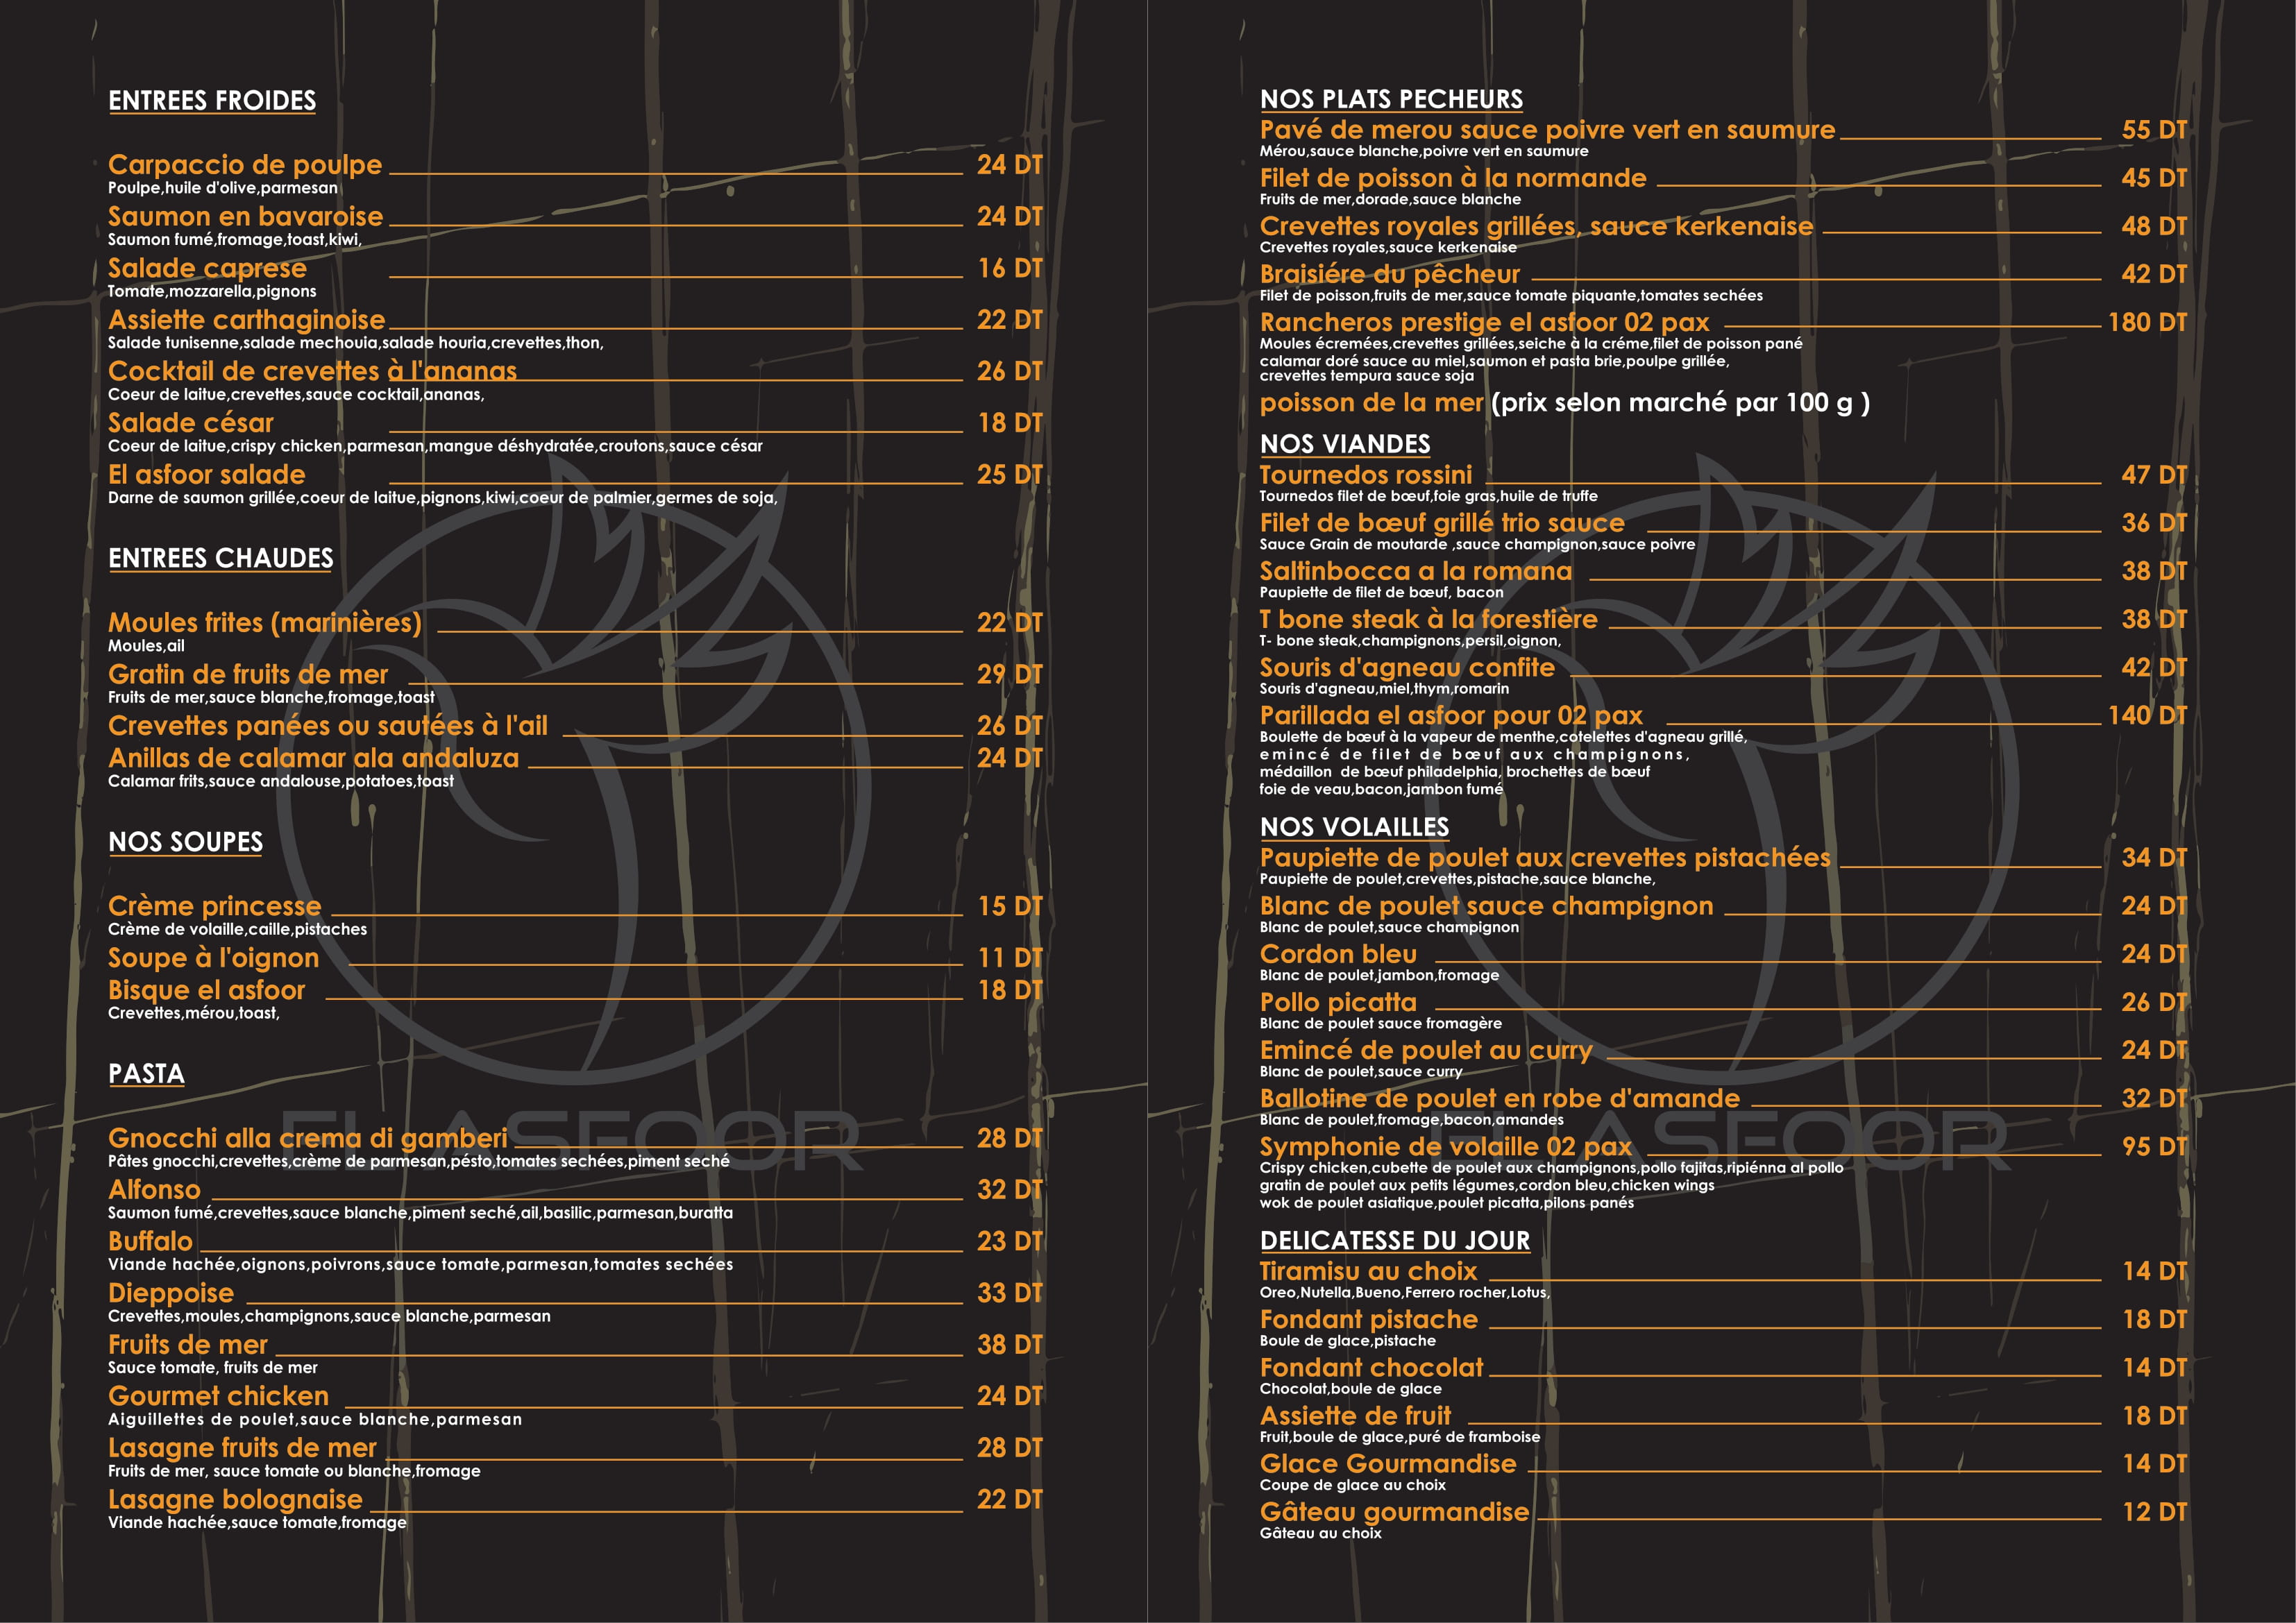 ENTREES FROIDES
Carpaccio de poulpe 24 DT
Poulpe,huile d'olive,parmesan
Saumon en bavaroise 24 DT
Saumon fumé,fromage,toast,kiwi,
Salade caprese 16 DT
Tomate,mozzarella,pignons
Assiette carthaginoise 22 DT
Salade tunisenne,salade mechouia,salade houria,crevettes,thon,
Cocktail de crevettes à l'ananas 26 DT
Coeur de laitue,crevettes,sauce cocktail,ananas,
Salade césar 18 DT
Coeur de laitue,crispy chicken,parmesan,mangue déshydratée,croutons,sauce césar
El asfoor salade 25 DT
Darne de saumon grillée,coeur de laitue,pignons,kiwi,coeur de palmier,germes de soja,
ENTREES CHAUDES
Moules frites (marinières) 22 DT
Moules,ail
Gratin de fruits de mer 29 DT
Fruits de mer,sauce blanche,fromage,toast
Crevettes panées ou sautées à l'ail 26 DT
Anillas de calamar ala andaluza 24 DT
Calamar frits,sauce andalouse,potatoes,toast
NOS SOUPES
Crème princesse 15 DT
Crème de volaille,caille,pistaches
Soupe à l'oignon 11 DT
Bisque el asfoor 18 DT
Crevettes,mérou,toast,
PASTA
Gnocchi alla crema di gamberi 28 DT
Pâtes gnocchi,crevettes,crème de parmesan,pésto,tomates sechées,piment seché
Alfonso 32 DT
Saumon fumé,crevettes,sauce blanche,piment seché,ail,basilic,parmesan,buratta
Buffalo 23 DT
Viande hachée,oignons,poivrons,sauce tomate,parmesan,tomates sechées
Dieppoise 33 DT
Crevettes,moules,champignons,sauce blanche,parmesan
Fruits de mer 38 DT
Sauce tomate, fruits de mer
Gourmet chicken 24 DT
Aiguillettes de poulet,sauce blanche,parmesan
Lasagne fruits de mer 28 DT
Fruits de mer, sauce tomate ou blanche,fromage
Lasagne bolognaise 22 DT
Viande hachée,sauce tomate,fromage
EL ASFOOR
NOS PLATS PECHEURS
Pavé de merou sauce poivre vert en saumure 55 DT
Mérou,sauce blanche,poivre vert en saumure
Filet de poisson à la normande 45 DT
Fruits de mer,dorade,sauce blanche
Crevettes royales grillées, sauce kerkenaise 48 DT
Crevettes royales,sauce kerkenaise
Braisiére du pêcheur 42 DT
Filet de poisson,fruits de mer,sauce tomate piquante,tomates sechées
Rancheros prestige el asfoor 02 pax 180 DT
Moules écremées,crevettes grillées,seiche à la créme,filet de poisson pané
calamar doré sauce au miel,saumon et pasta brie,poulpe grillée,
crevettes tempura sauce soja
poisson de la mer (prix selon marché par 100 g )
NOS VIANDES
Tournedos rossini 47 DT
Tournedos filet de bœuf,foie gras,huile de truffe
Filet de bœuf grillé trio sauce 36 DT
Sauce Grain de moutarde ,sauce champignon,sauce poivre
Saltinbocca a la romana 38 DT
Paupiette de filet de bœuf, bacon
T bone steak à la forestière 38 DT
T- bone steak,champignons,persil,oignon,
Souris d'agneau confite 42 DT
Souris d'agneau,miel,thym,romarin
Parillada el asfoor pour 02 pax 140 DT
Boulette de bœuf à la vapeur de menthe,cotelettes d'agneau grillé,
emincé de filet de bœuf aux champignons,
médaillon de bœuf philadelphia, brochettes de bœuf
foie de veau,bacon,jambon fumé
NOS VOLAILLES
Paupiette de poulet aux crevettes pistachées 34 DT
Paupiette de poulet,crevettes,pistache,sauce blanche,
Blanc de poulet sauce champignon 24 DT
Blanc de poulet,sauce champignon
Cordon bleu 24 DT
Blanc de poulet,jambon,fromage
Pollo picatta 26 DT
Blanc de poulet sauce fromagère
Emincé de poulet au curry 24 DT
Blanc de poulet,sauce curry
Ballotine de poulet en robe d'amande 32 DT
Blanc de poulet,fromage,bacon,amandes
Symphonie de volaille 02 pax 95 DT
Crispy chicken,cubette de poulet aux champignons,pollo fajitas,ripiénna al pollo
gratin de poulet aux petits légumes,cordon bleu,chicken wings
wok de poulet asiatique,poulet picatta,pilons panés
DELICATESSE DU JOUR
Tiramisu au choix 14 DT
Oreo,Nutella,Bueno,Ferrero rocher,Lotus,
Fondant pistache 18 DT
Boule de glace,pistache
Fondant chocolat 14 DT
Chocolat,boule de glace
Assiette de fruit 18 DT
Fruit,boule de glace,puré de framboise
Glace Gourmandise 14 DT
Coupe de glace au choix
Gâteau gourmandise 12 DT
Gâteau au choix
EL ASFOOR